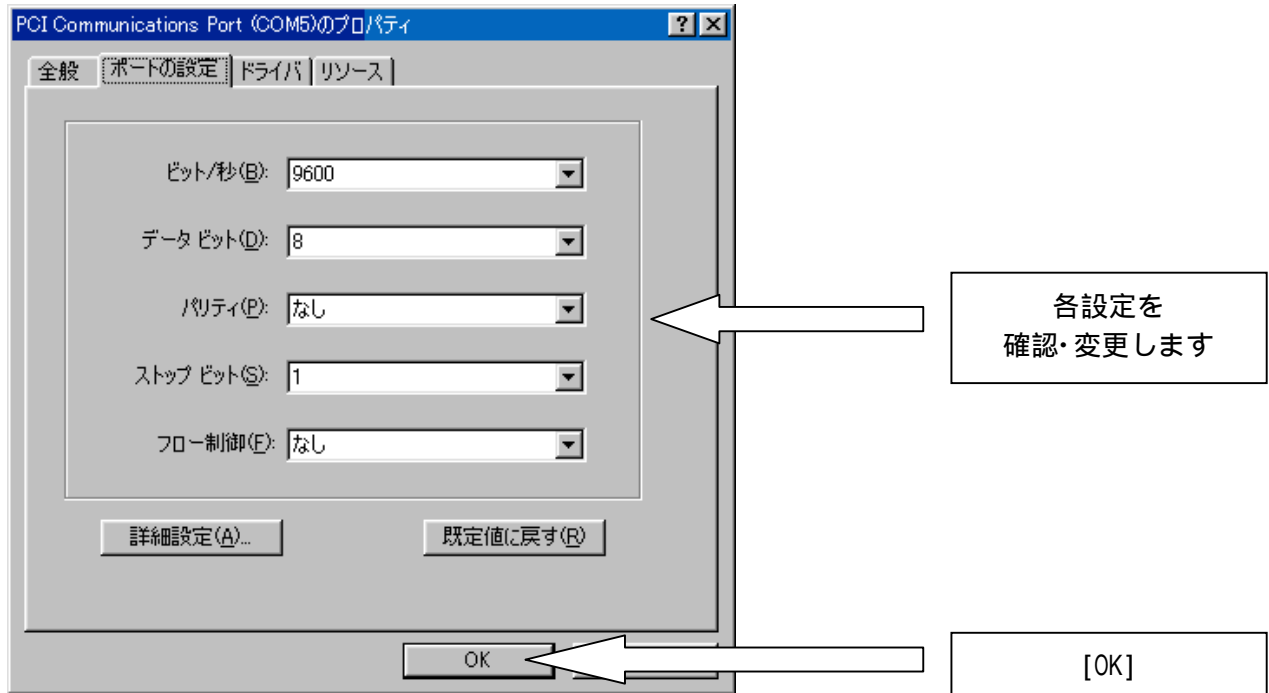 PCI Communications Port (COM5)のプロパティ
全般 ポートの設定 ドライバ リソース
ビット/秒(B): 9600
データ ビット(D): 8
パリティ(P): なし
ストップ ビット(S): 1
フロー制御(F): なし
詳細設定(A)... 既定値に戻す(R)
OK
各設定を
確認・変更します
[OK]